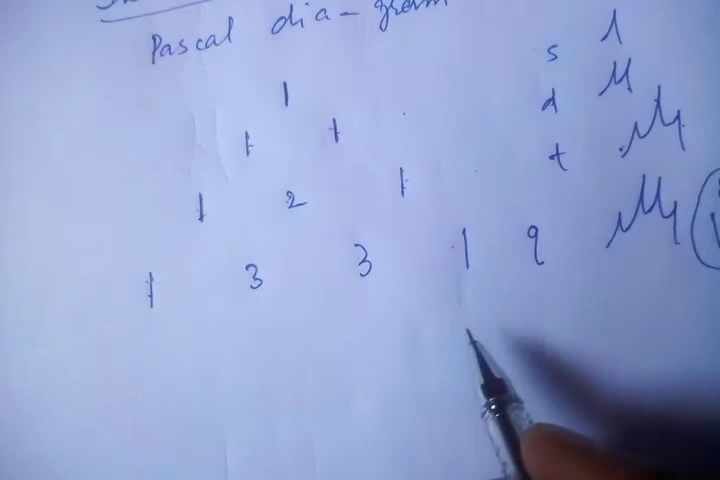 Pascal dia-gram
1 s
1 1 d
1 2 1 t
1 3 3 1 q